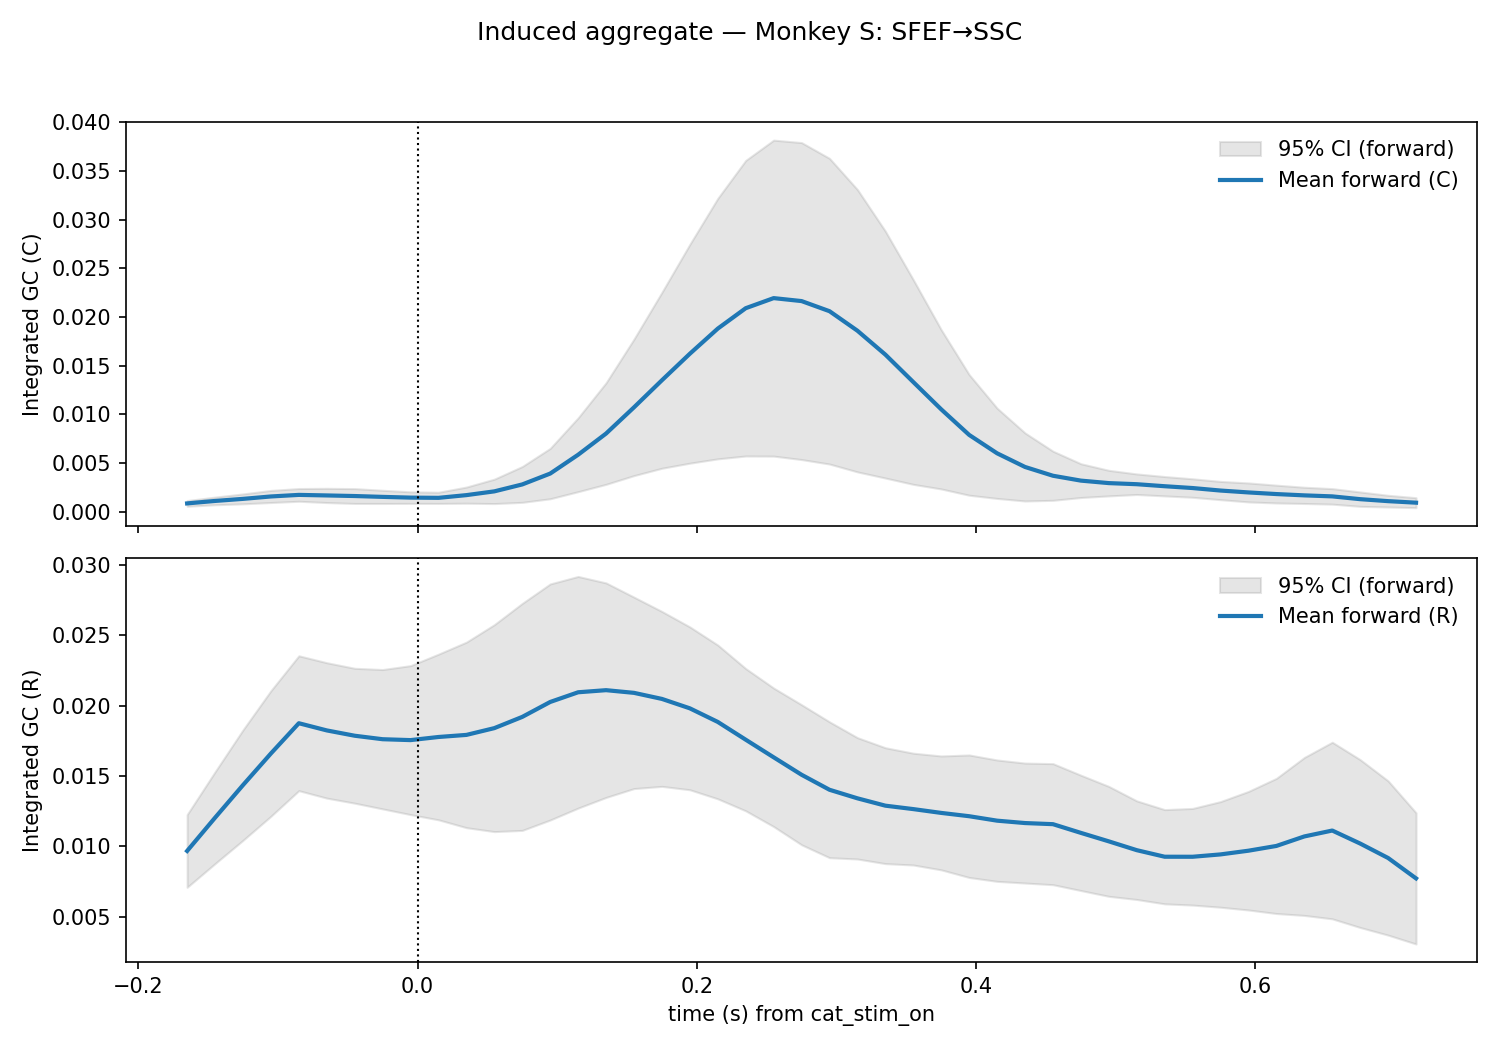 Induced aggregate — Monkey S: SFEF→SSC
Integrated GC (C)
0.040
0.035
0.030
0.025
0.020
0.015
0.010
0.005
0.000
95% CI (forward)
Mean forward (C)
Integrated GC (R)
0.030
0.025
0.020
0.015
0.010
0.005
95% CI (forward)
Mean forward (R)
−0.2
0.0
0.2
0.4
0.6
time (s) from cat_stim_on